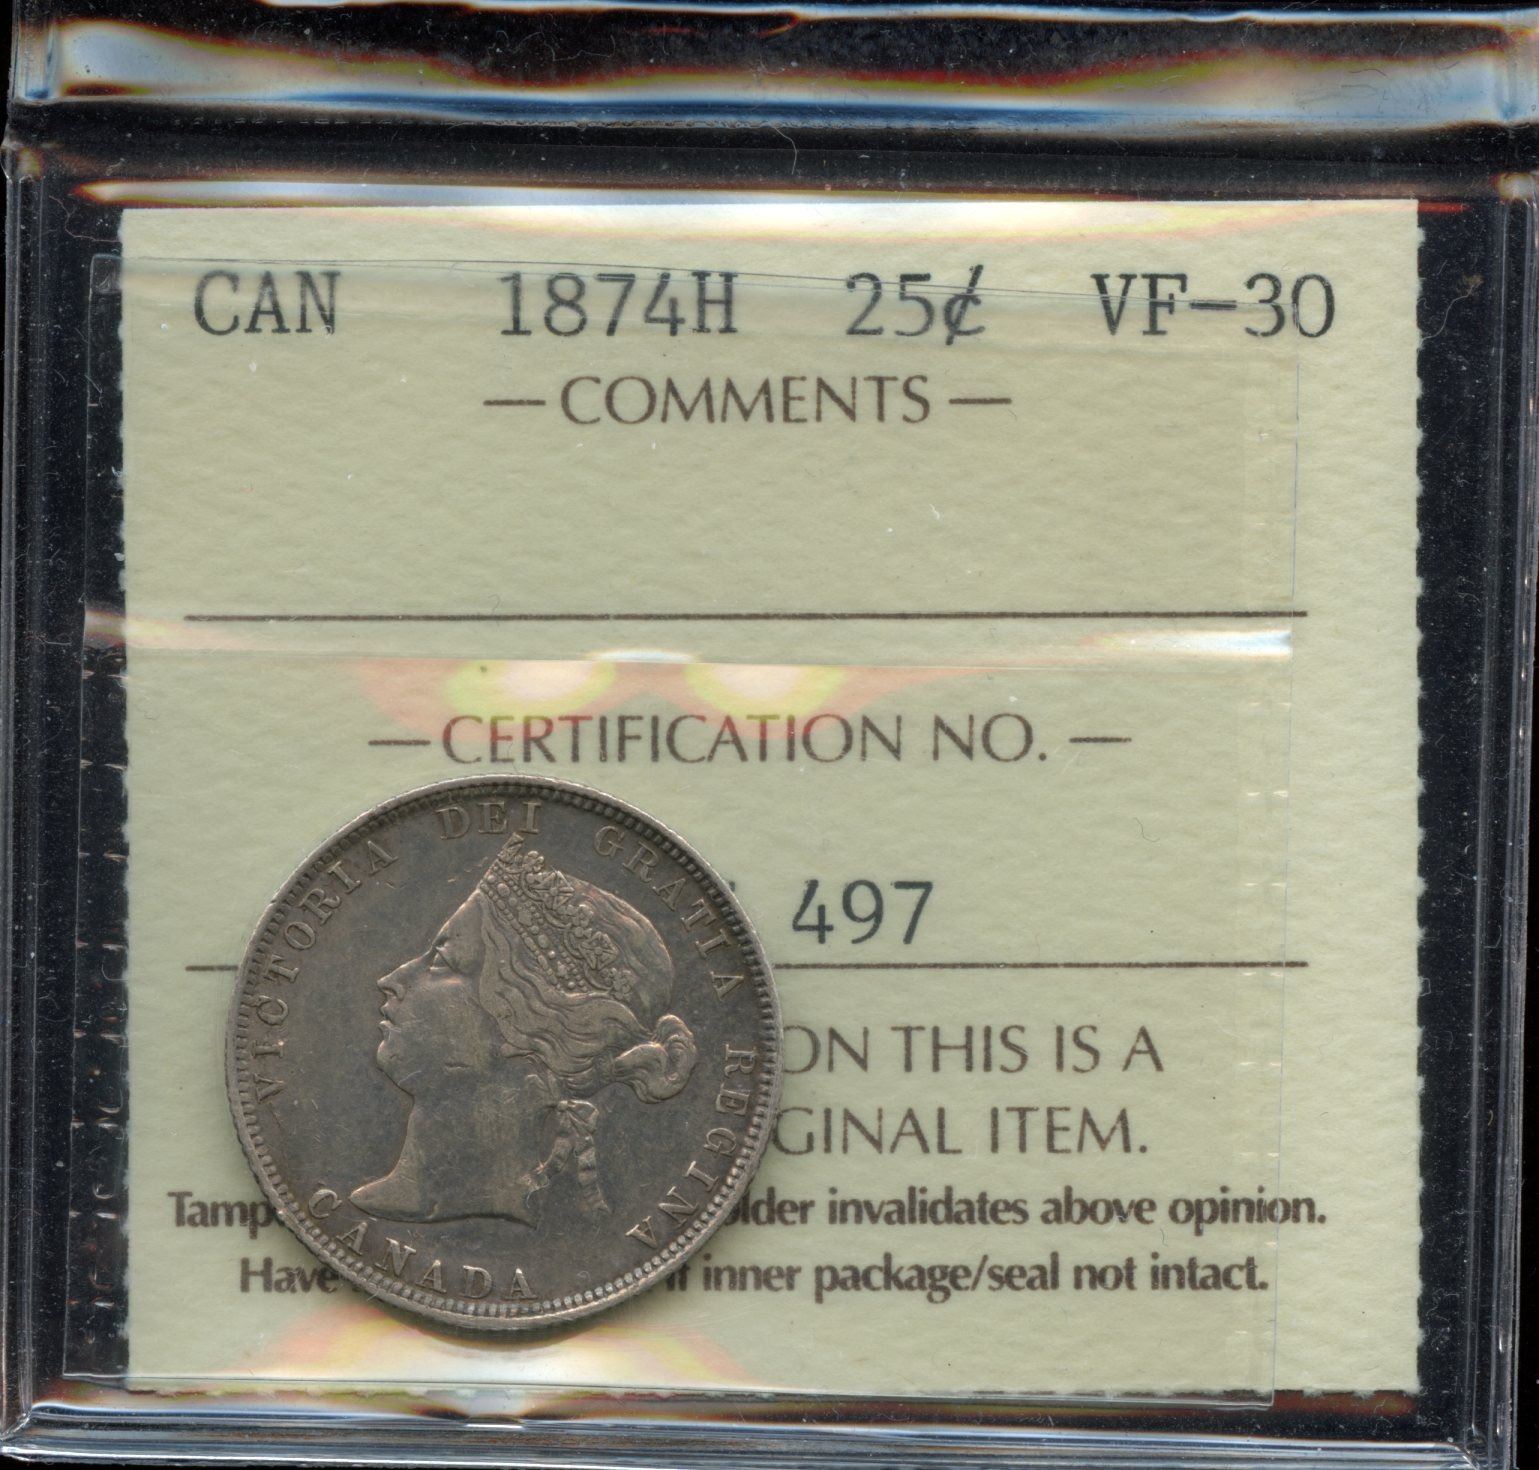 CAN 1874H 25¢ VF-30
— COMMENTS —
— CERTIFICATION NO. —
497
ON THIS IS A
GINAL ITEM.
Tamp lder invalidates above opinion.
Have if inner package/seal not intact.
VICTORIA DEI GRATIA REGINA
CANADA